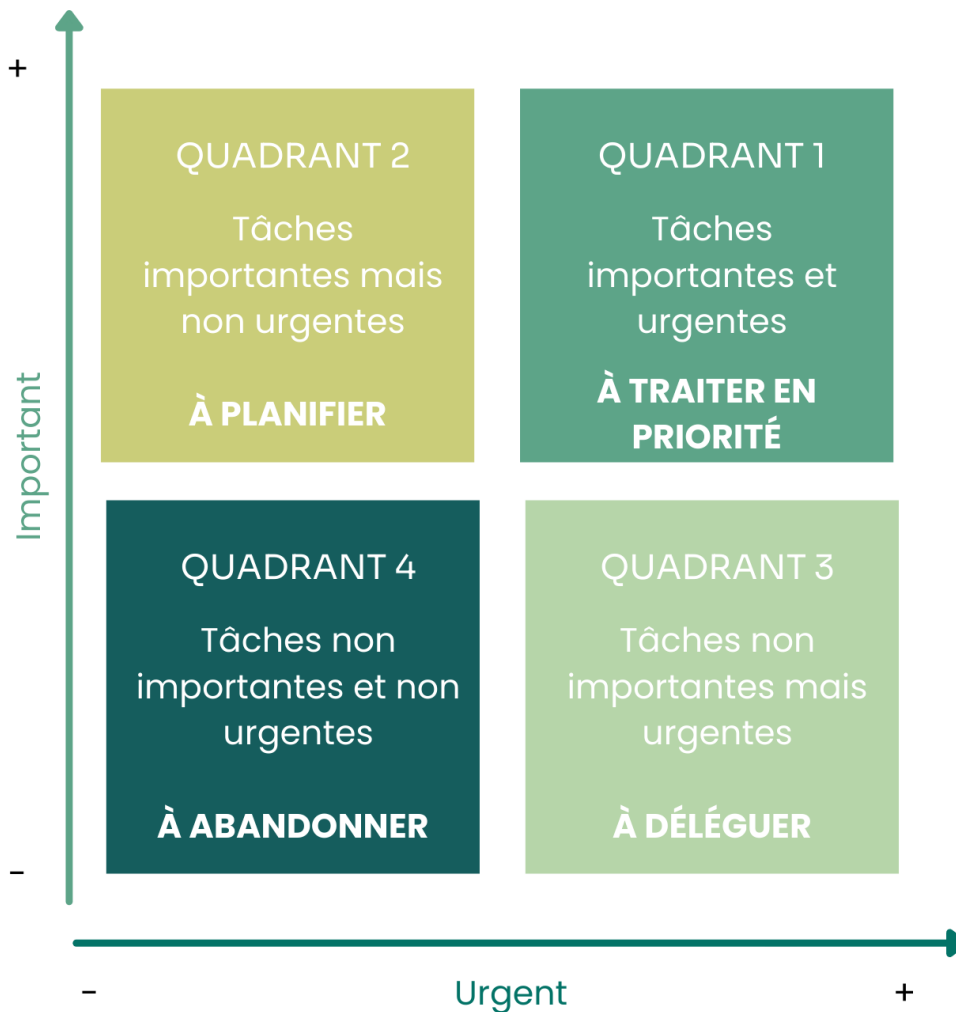 +
QUADRANT 2
Tâches
importantes mais
non urgentes
À PLANIFIER
QUADRANT 1
Tâches
importantes et
urgentes
À TRAITER EN
PRIORITÉ
Important
QUADRANT 4
Tâches non
importantes et non
urgentes
À ABANDONNER
QUADRANT 3
Tâches non
importantes mais
urgentes
À DÉLÉGUER
-
-
Urgent
+